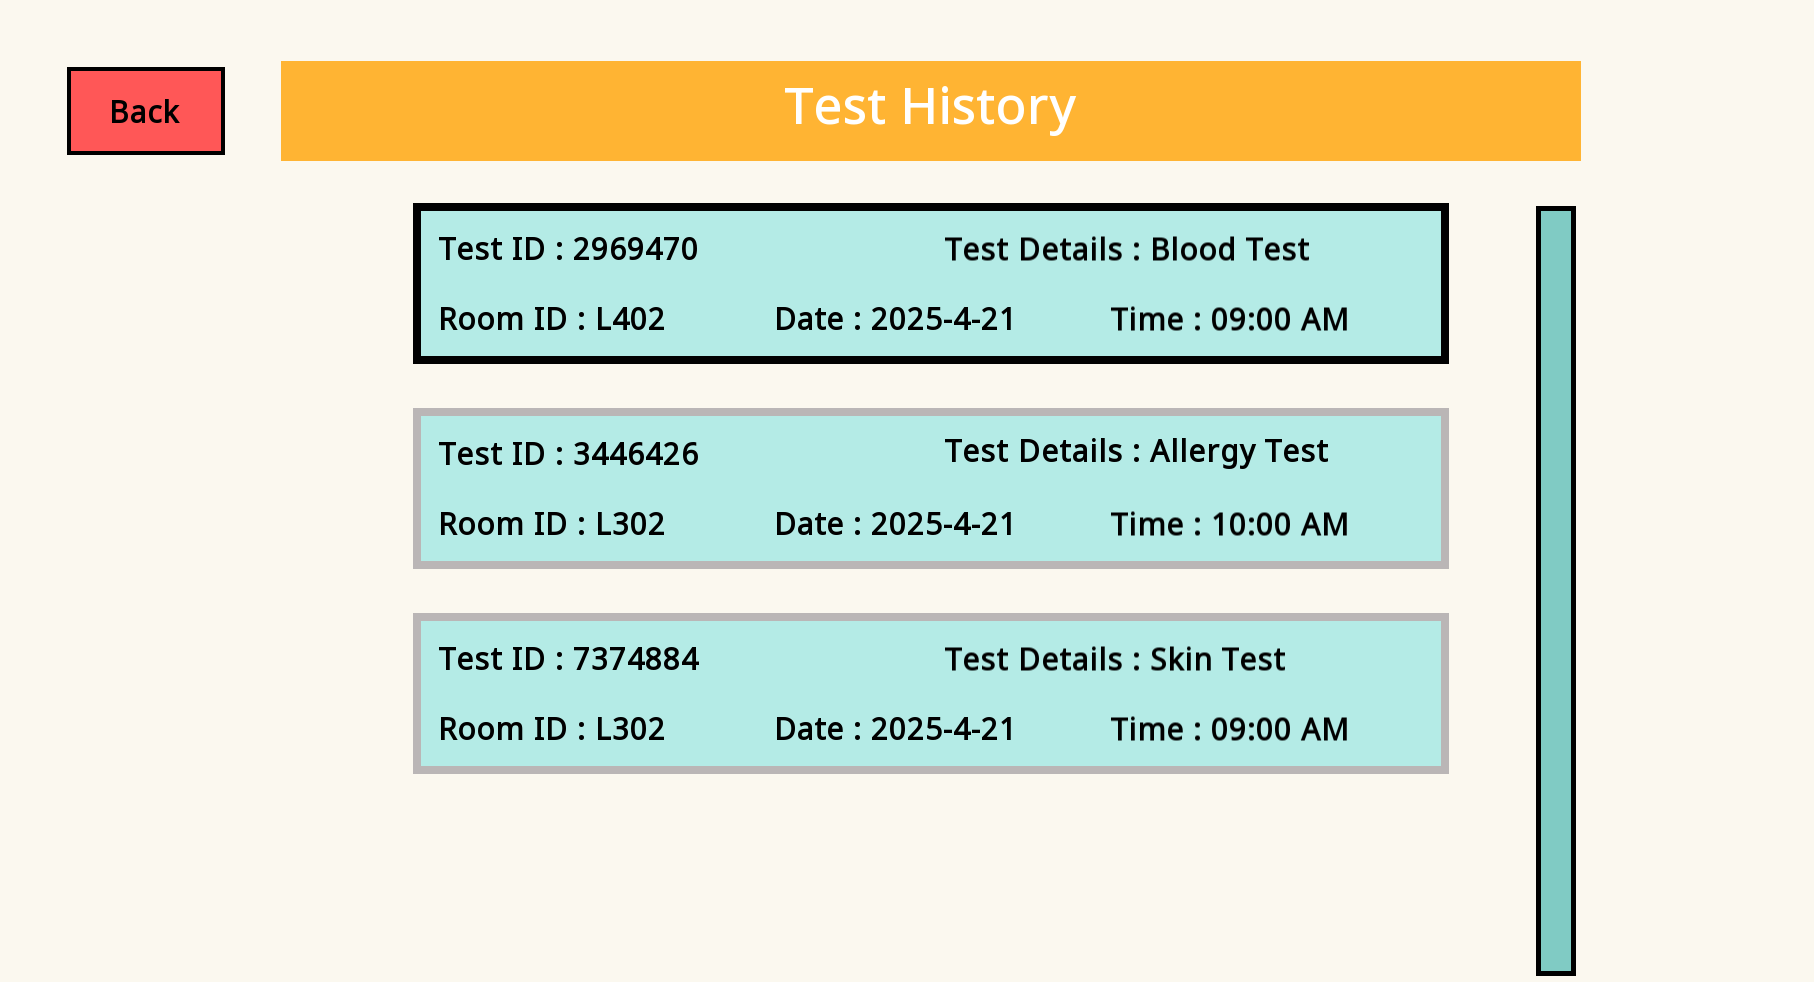 Back
Test History
Test ID : 2969470 Test Details : Blood Test
Room ID : L402 Date : 2025-4-21 Time : 09:00 AM
Test ID : 3446426 Test Details : Allergy Test
Room ID : L302 Date : 2025-4-21 Time : 10:00 AM
Test ID : 7374884 Test Details : Skin Test
Room ID : L302 Date : 2025-4-21 Time : 09:00 AM